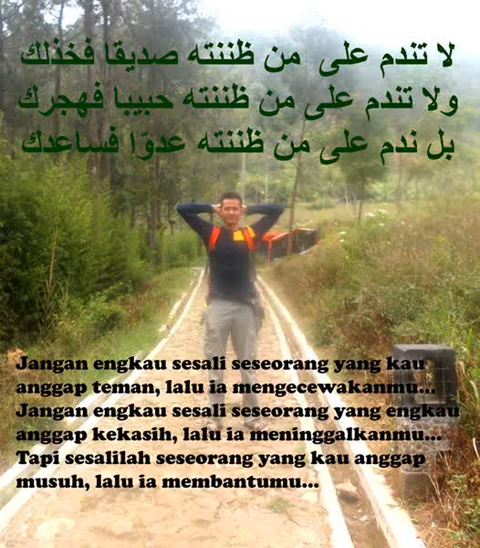 لا تندم على من ظننته صديقا فخذلك
ولا تندم على من ظننته حبيبا فهجرك
بل ندم على من ظننته عدوّا فساعدك
Jangan engkau sesali seseorang yang kau
anggap teman, lalu ia mengecewakanmu...
Jangan engkau sesali seseorang yang engkau
anggap kekasih, lalu ia meninggalkanmu...
Tapi sesalilah seseorang yang kau anggap
musuh, lalu ia membantumu...